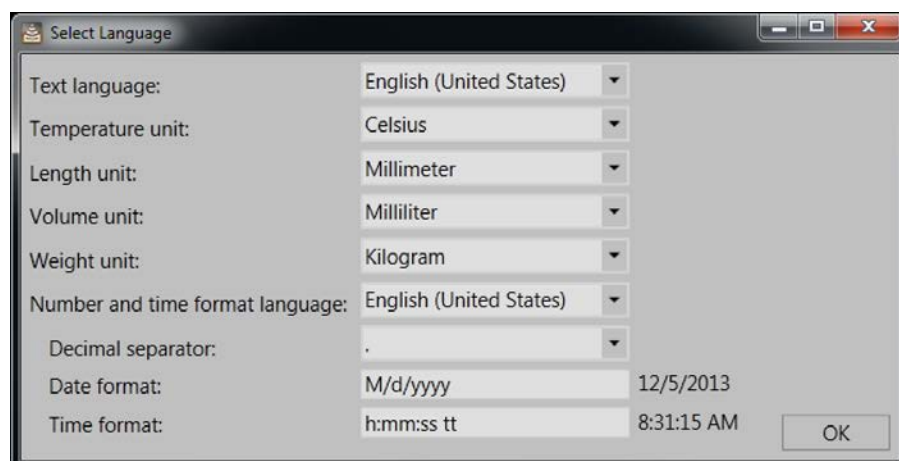 Select Language
Text language: English (United States)
Temperature unit: Celsius
Length unit: Millimeter
Volume unit: Milliliter
Weight unit: Kilogram
Number and time format language: English (United States)
Decimal separator: .
Date format: M/d/yyyy 12/5/2013
Time format: h:mm:ss tt 8:31:15 AM
OK